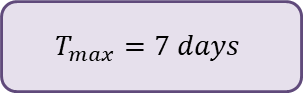 T_max = 7 days